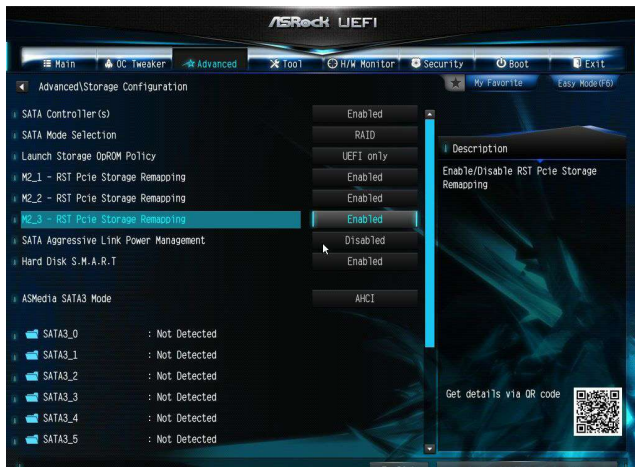 ASRock UEFI
Main OC Tweaker Advanced Tool H/W Monitor Security Boot Exit
Advanced\Storage Configuration
My Favorite Easy Mode(F6)
SATA Controller(s) Enabled
SATA Mode Selection RAID
Launch Storage OpROM Policy UEFI only
M2_1 - RST Pcie Storage Remapping Enabled
M2_2 - RST Pcie Storage Remapping Enabled
M2_3 - RST Pcie Storage Remapping Enabled
SATA Aggressive Link Power Management Disabled
Hard Disk S.M.A.R.T Enabled
ASMedia SATA3 Mode AHCI
SATA3_0 : Not Detected
SATA3_1 : Not Detected
SATA3_2 : Not Detected
SATA3_3 : Not Detected
SATA3_4 : Not Detected
SATA3_5 : Not Detected
Description
Enable/Disable RST Pcie Storage
Remapping
Get details via QR code